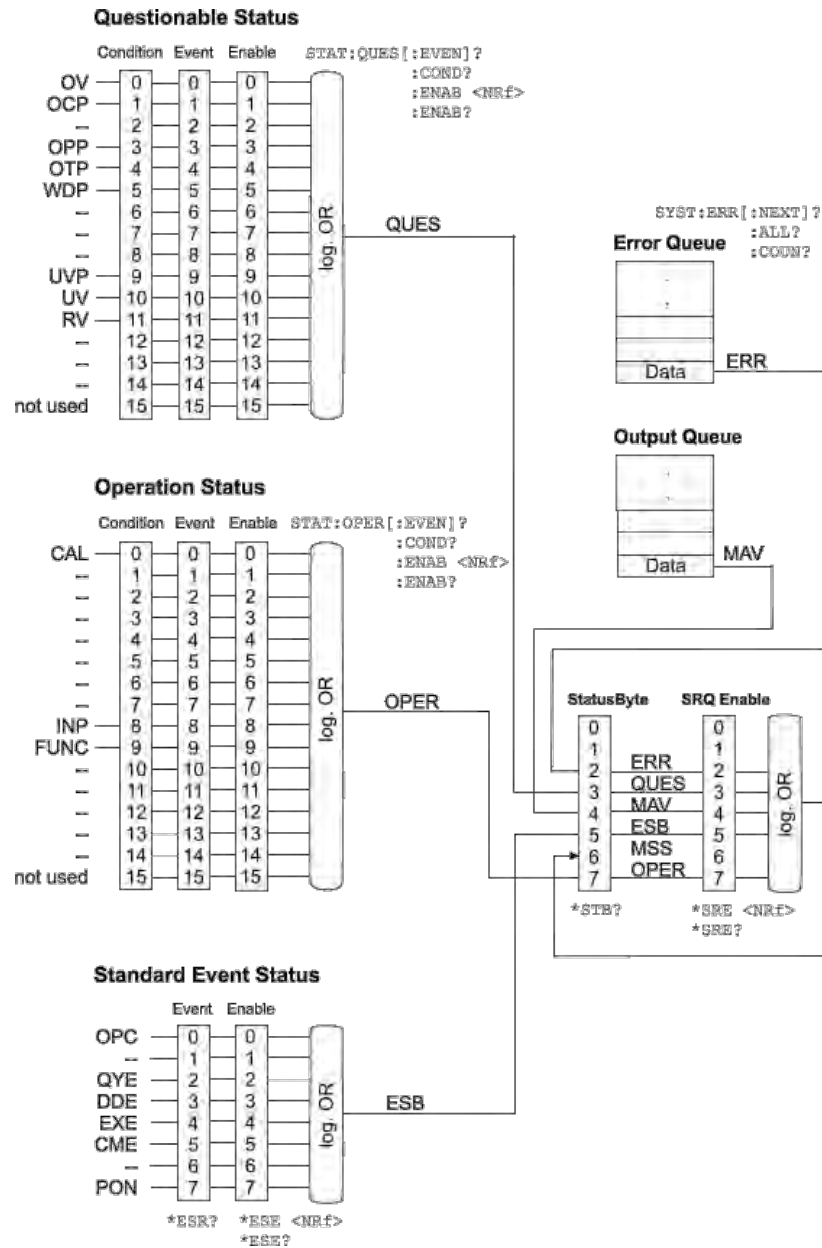 Questionable Status
Condition Event Enable STAT:QUES[:EVEN]?
:COND?
:ENAB <NRf>
:ENAB?
OV 0 0 0
OCP 1 1 1
– 2 2 2
OPP 3 3 3
OTP 4 4 4
WDP 5 5 5
– 6 6 6
– 7 7 7
– 8 8 8
UVP 9 9 9
UV 10 10 10
RV 11 11 11
– 12 12 12
– 13 13 13
– 14 14 14
not used 15 15 15
log. OR
QUES
SYST:ERR[:NEXT]?
:ALL?
:COUN?
Error Queue
Data
ERR
Output Queue
Data
MAV
Operation Status
Condition Event Enable STAT:OPER[:EVEN]?
:COND?
:ENAB <NRf>
:ENAB?
CAL 0 0 0
– 1 1 1
– 2 2 2
– 3 3 3
– 4 4 4
– 5 5 5
– 6 6 6
– 7 7 7
INP 8 8 8
FUNC 9 9 9
– 10 10 10
– 11 11 11
– 12 12 12
– 13 13 13
– 14 14 14
not used 15 15 15
log. OR
OPER
StatusByte SRQ Enable
0 0
1 1
2 ERR 2
3 QUES 3
4 MAV 4
5 ESB 5
6 MSS 6
7 OPER 7
log. OR
*STB? *SRE <NRf>
*SRE?
Standard Event Status
Event Enable
OPC 0 0
– 1 1
QYE 2 2
DDE 3 3
EXE 4 4
CME 5 5
– 6 6
PON 7 7
log. OR
ESB
*ESR? *ESE <NRf>
*ESE?